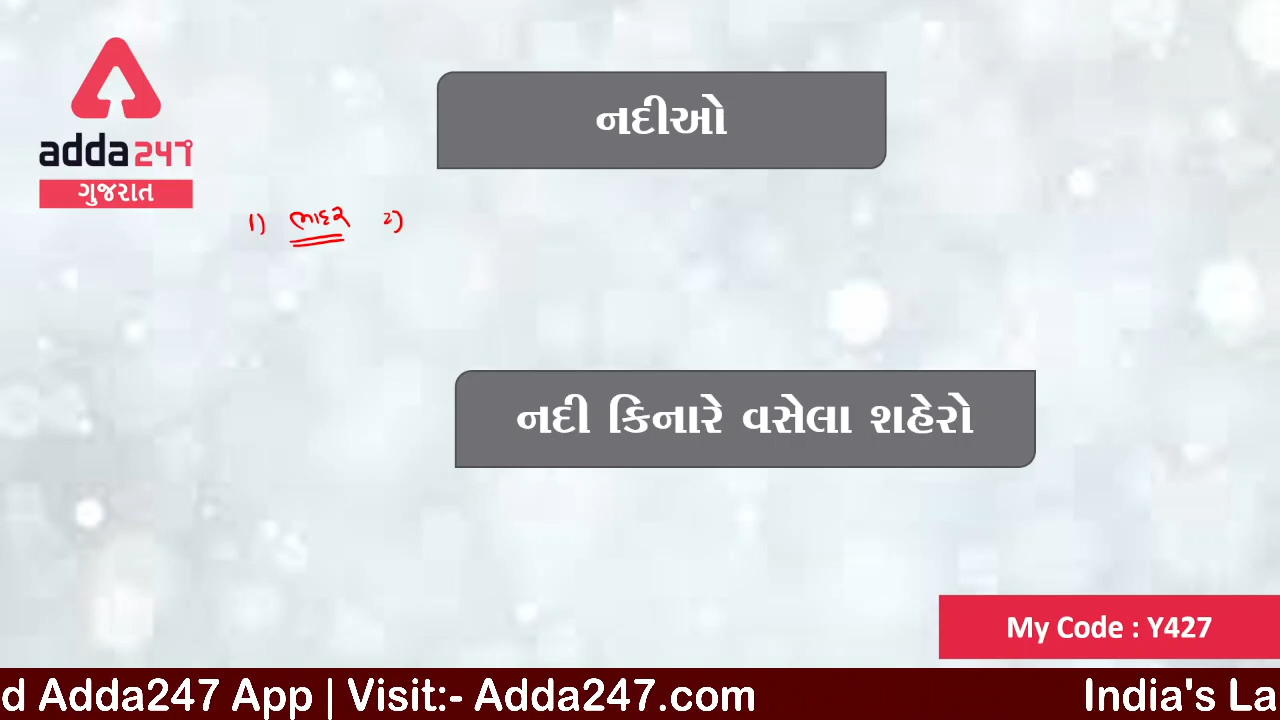 નદીઓ
adda247
ગુજરાત
1) ભાદર 2)
નદી કિનારે વસેલા શહેરો
My Code : Y427
d Adda247 App | Visit:- Adda247.com India's La